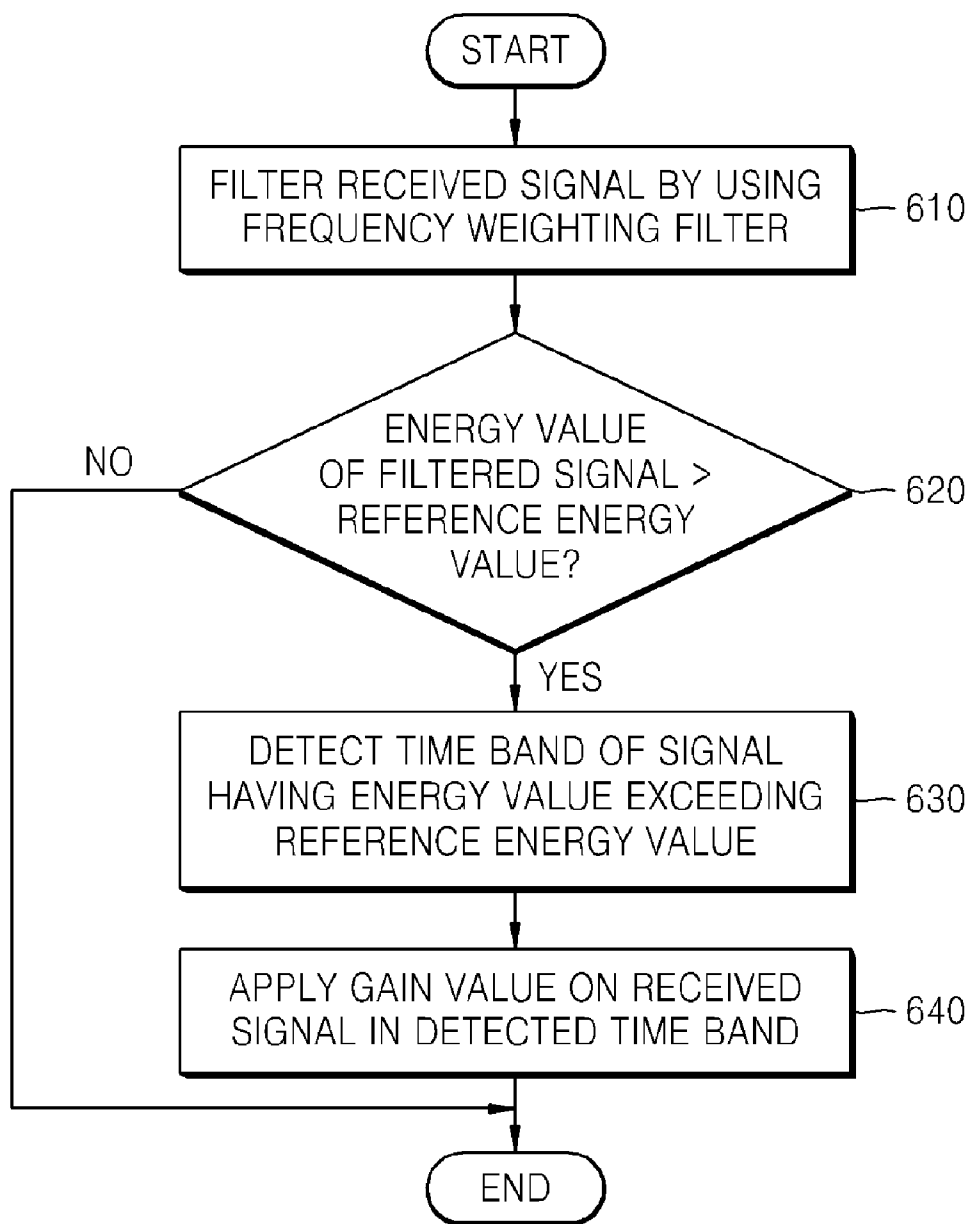 START
FILTER RECEIVED SIGNAL BY USING
FREQUENCY WEIGHTING FILTER
610
ENERGY VALUE
OF FILTERED SIGNAL >
REFERENCE ENERGY
VALUE?
620
NO
YES
DETECT TIME BAND OF SIGNAL
HAVING ENERGY VALUE EXCEEDING
REFERENCE ENERGY VALUE
630
APPLY GAIN VALUE ON RECEIVED
SIGNAL IN DETECTED TIME BAND
640
END